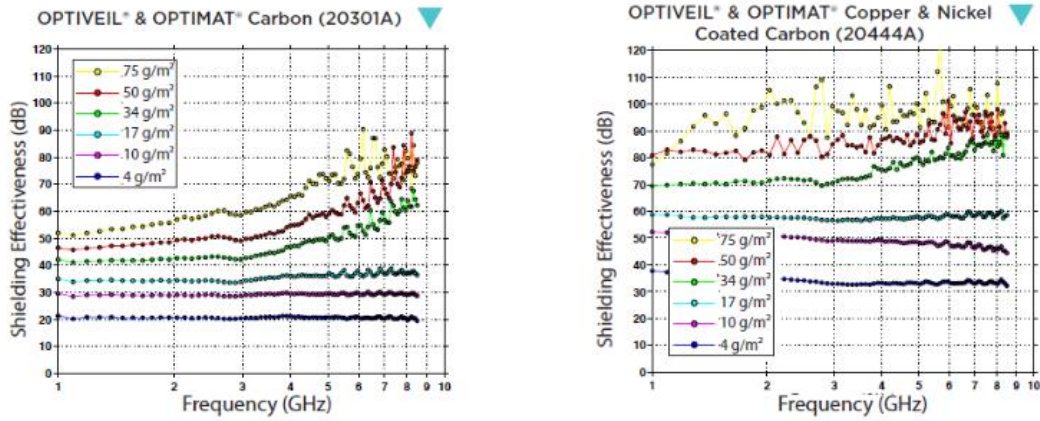 OPTIVEIL® & OPTIMAT® Carbon (20301A)
Shielding Effectiveness (dB)
120
110
100
90
80
70
60
50
40
30
20
10
0
75 g/m²
50 g/m²
34 g/m²
17 g/m²
10 g/m²
4 g/m²
1 2 3 4 5 6 7 8 9 10
Frequency (GHz)
OPTIVEIL® & OPTIMAT® Copper & Nickel
Coated Carbon (20444A)
Shielding Effectiveness (dB)
120
110
100
90
80
70
60
50
40
30
20
10
0
75 g/m²
50 g/m²
34 g/m²
17 g/m²
10 g/m²
4 g/m²
1 2 3 4 5 6 7 8 9 10
Frequency (GHz)